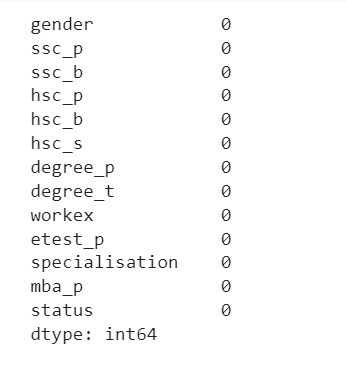 gender 0
ssc_p 0
ssc_b 0
hsc_p 0
hsc_b 0
hsc_s 0
degree_p 0
degree_t 0
workex 0
etest_p 0
specialisation 0
mba_p 0
status 0
dtype: int64